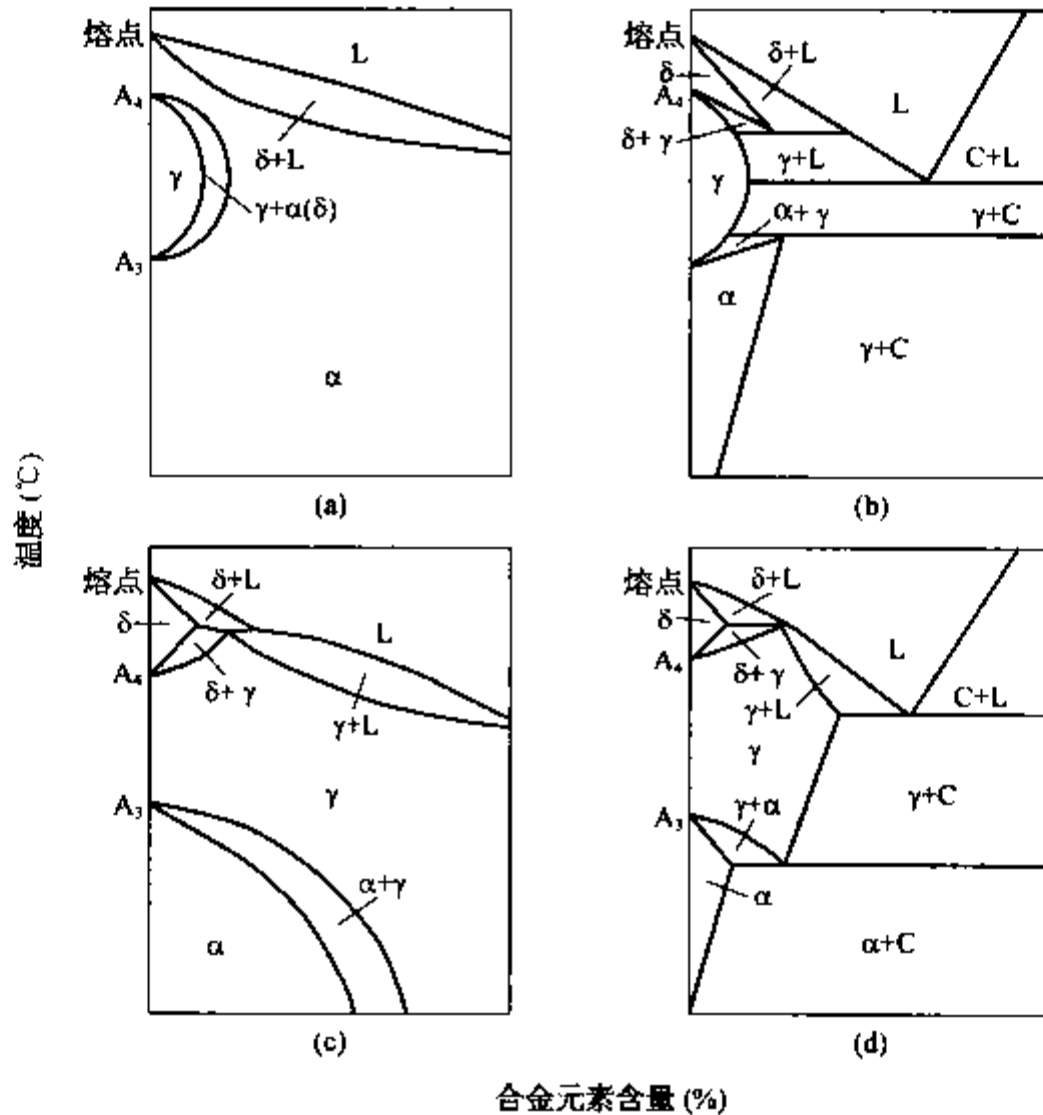 熔点
L
A₄
δ+L
γ
γ+α(δ)
A₃
α
(a)
熔点
δ+L
δ
A₄
L
δ+γ
γ+L
C+L
γ
α+γ
γ+C
α
γ+C
(b)
温度(℃)
熔点
δ+L
δ
L
A₄
δ+γ
γ+L
γ
A₃
α+γ
α
(c)
熔点
δ+L
δ
L
A₄
δ+γ
C+L
γ+L
γ
A₃
γ+α
γ+C
α
α+C
(d)
合金元素含量(%)